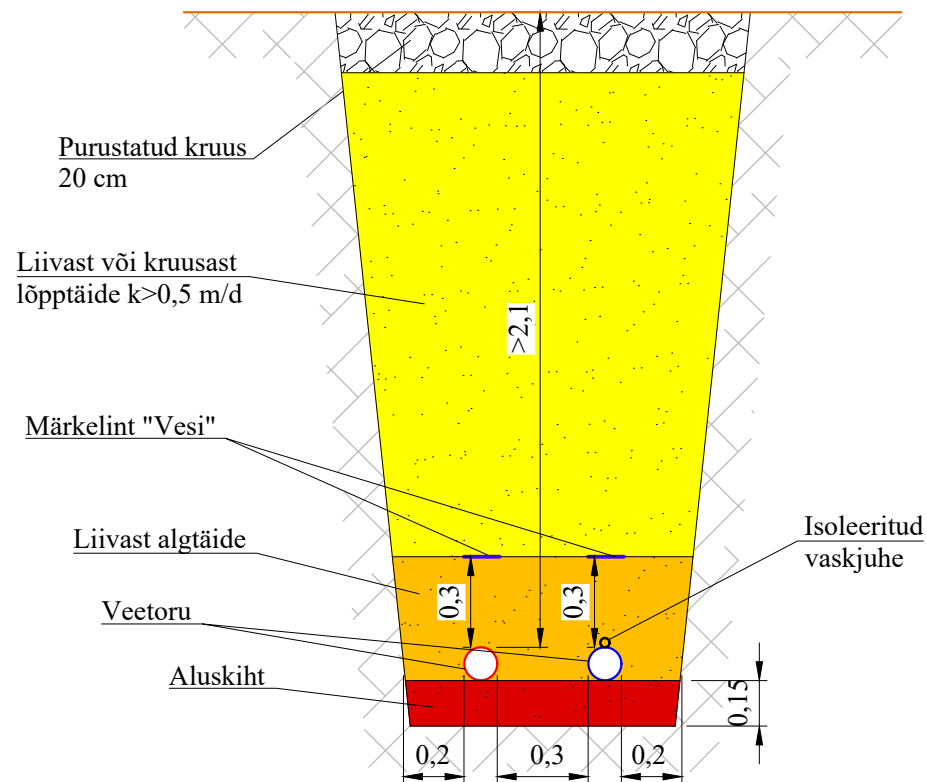 Purustatud kruus
20 cm
Liivast või kruusast
lõpptäide k>0,5 m/d
>2,1
Märkelint "Vesi"
Isoleeritud
vaskjuhe
Liivast algtäide
0,3
0,3
Veetoru
Aluskiht
0,15
0,2
0,3
0,2